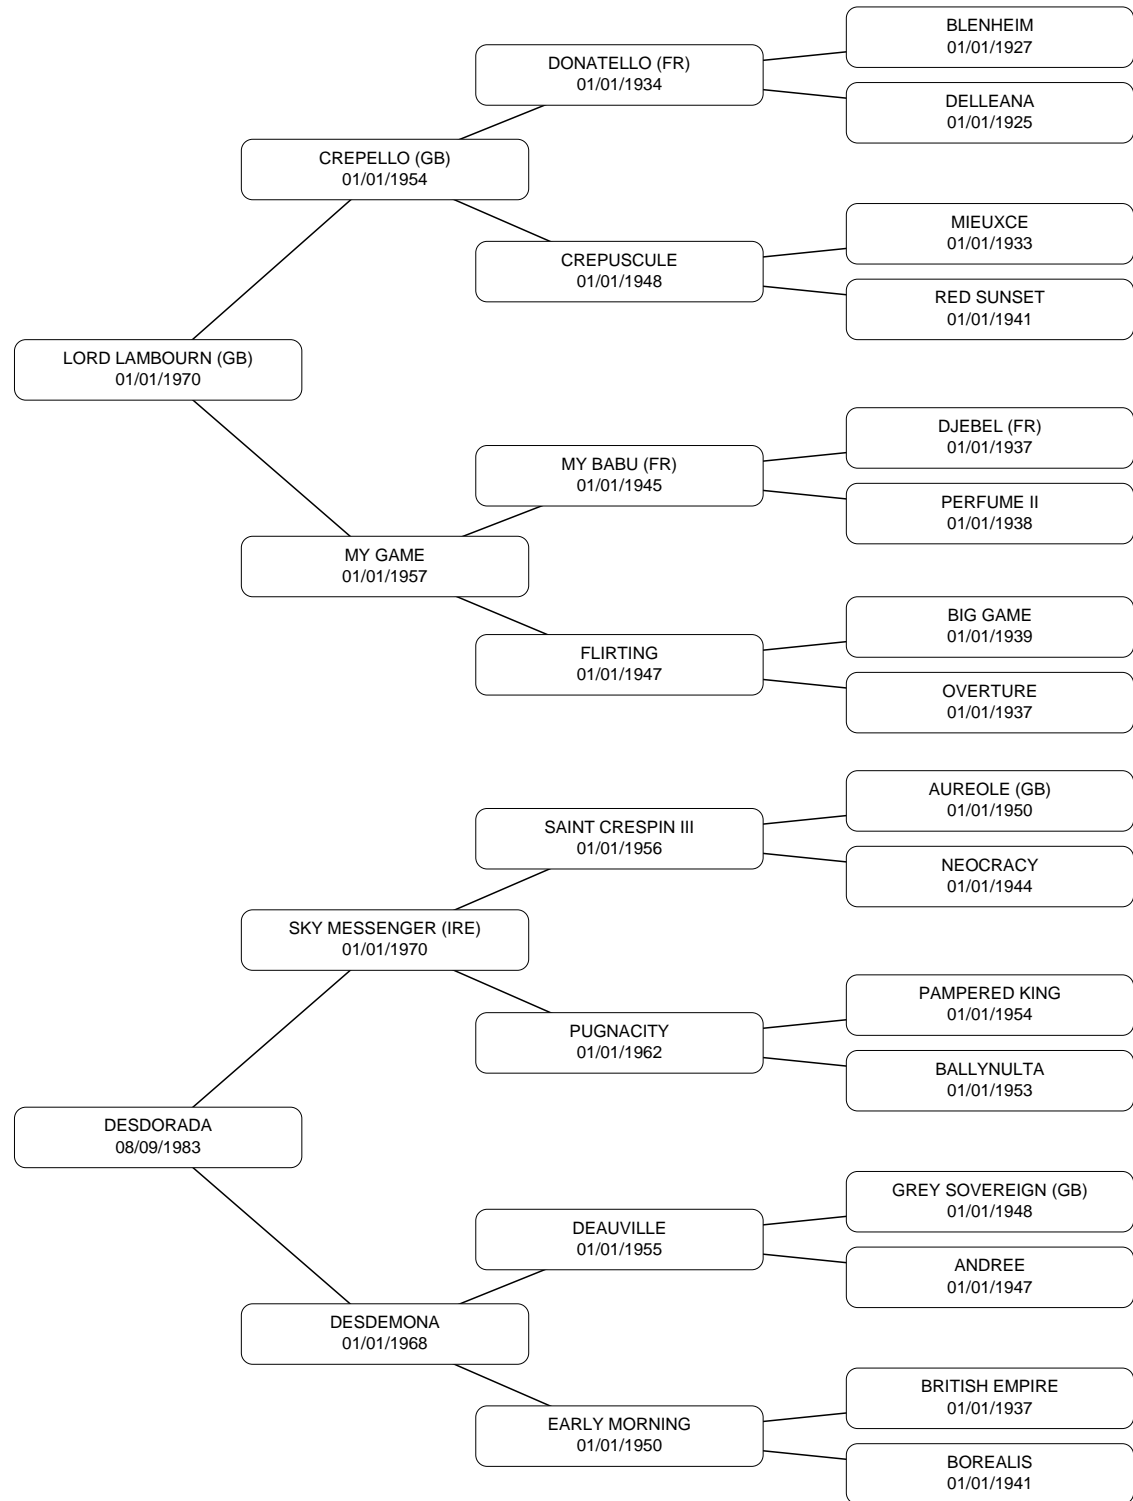 BLENHEIM
01/01/1927
DONATELLO (FR)
01/01/1934
DELLEANA
01/01/1925
CREPELLO (GB)
01/01/1954
MIEUXCE
01/01/1933
CREPUSCULE
01/01/1948
RED SUNSET
01/01/1941
LORD LAMBOURN (GB)
01/01/1970
DJEBEL (FR)
01/01/1937
MY BABU (FR)
01/01/1945
PERFUME II
01/01/1938
MY GAME
01/01/1957
BIG GAME
01/01/1939
FLIRTING
01/01/1947
OVERTURE
01/01/1937
AUREOLE (GB)
01/01/1950
SAINT CRESPIN III
01/01/1956
NEOCRACY
01/01/1944
SKY MESSENGER (IRE)
01/01/1970
PAMPERED KING
01/01/1954
PUGNACITY
01/01/1962
BALLYNULTA
01/01/1953
DESDORADA
08/09/1983
GREY SOVEREIGN (GB)
01/01/1948
DEAUVILLE
01/01/1955
ANDREE
01/01/1947
DESDEMONA
01/01/1968
BRITISH EMPIRE
01/01/1937
EARLY MORNING
01/01/1950
BOREALIS
01/01/1941